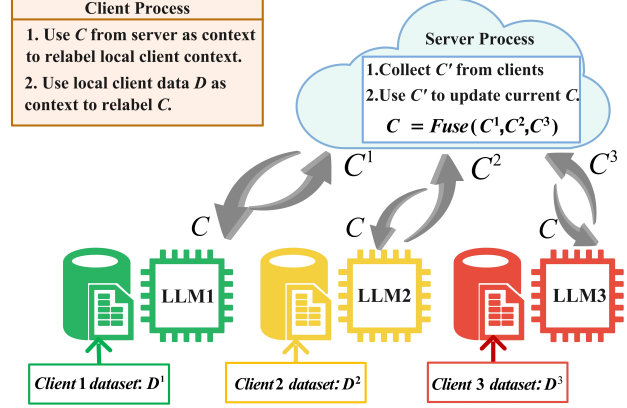 Client Process
1. Use C from server as context
to relabel local client context.
2. Use local client data D as
context to relabel C.
Server Process
1.Collect C′ from clients
2.Use C′ to update current C.
C = Fuse(C¹,C²,C³)
C¹
C²
C³
C
C
C
LLM1
LLM2
LLM3
Client 1 dataset: D¹
Client 2 dataset: D²
Client 3 dataset: D³